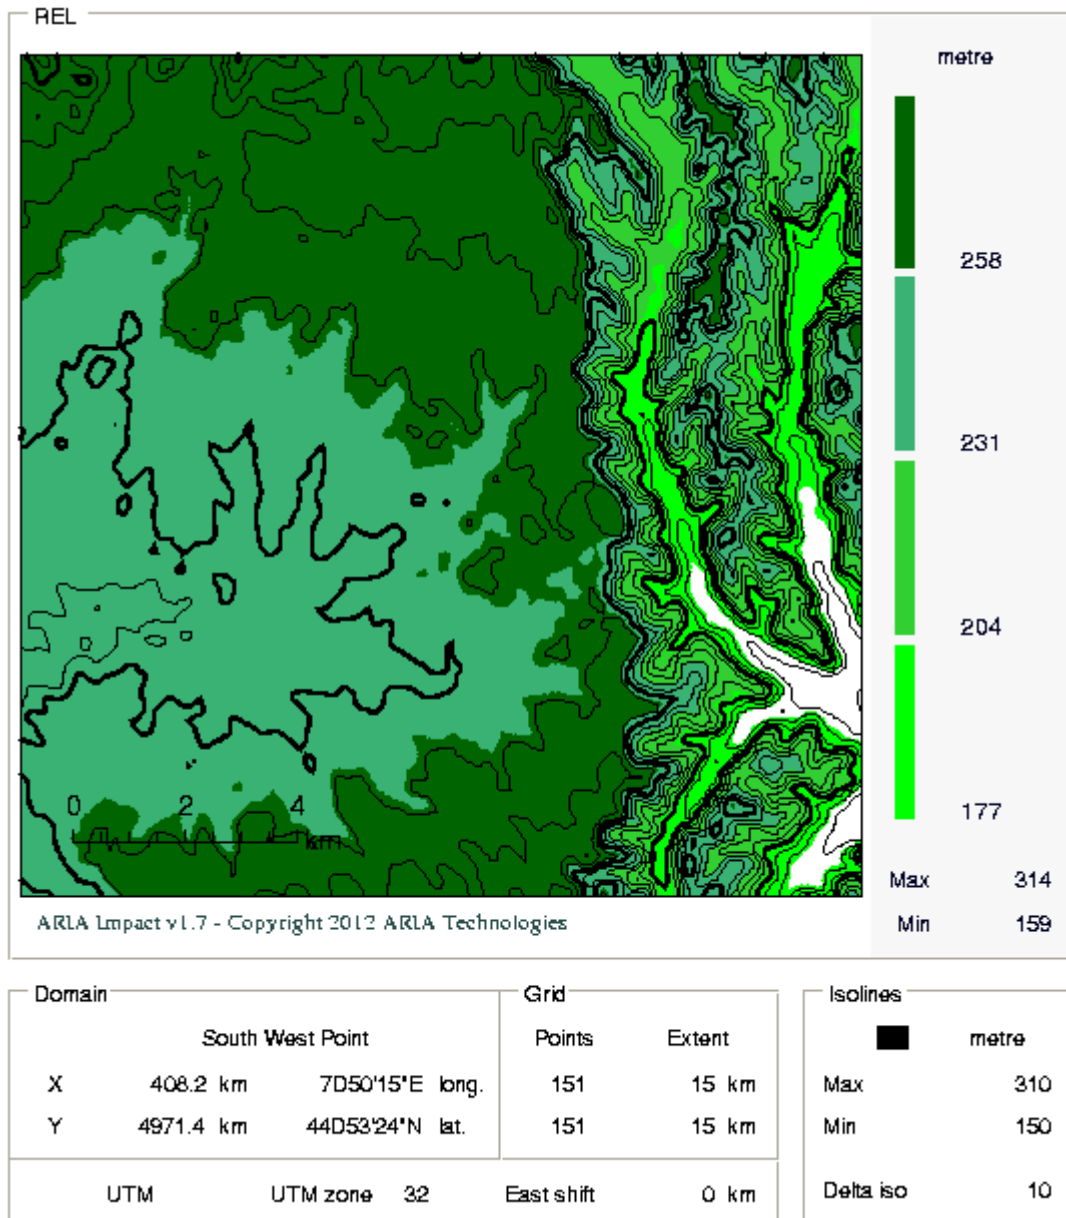 REL
metre
258
231
204
177
Max 314
Min 159
0 2 4
km
ARIA Impact v1.7 - Copyright 2012 ARIA Technologies
Domain
South West Point
X 408.2 km 7D50'15"E long.
Y 4971.4 km 44D53'24"N lat.
UTM UTM zone 32 East shift 0 km
Grid
Points Extent
151 15 km
151 15 km
Isolines
metre
Max 310
Min 150
Delta iso 10